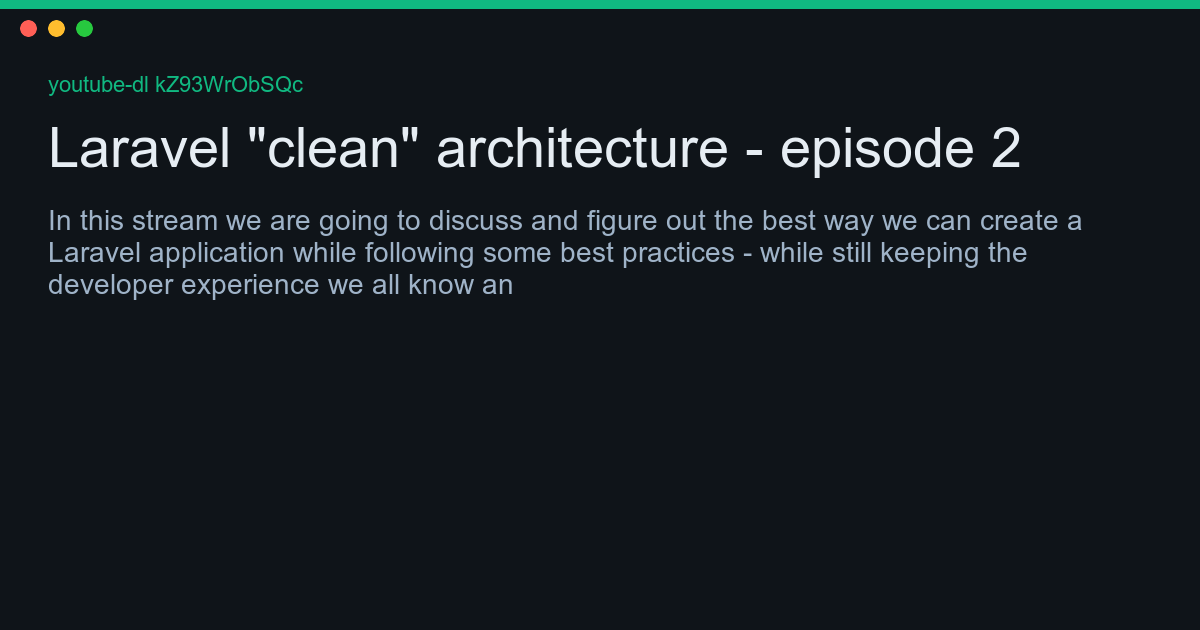 youtube-dl kZ93WrObSQc
Laravel "clean" architecture - episode 2
In this stream we are going to discuss and figure out the best way we can create a
Laravel application while following some best practices - while still keeping the
developer experience we all know an